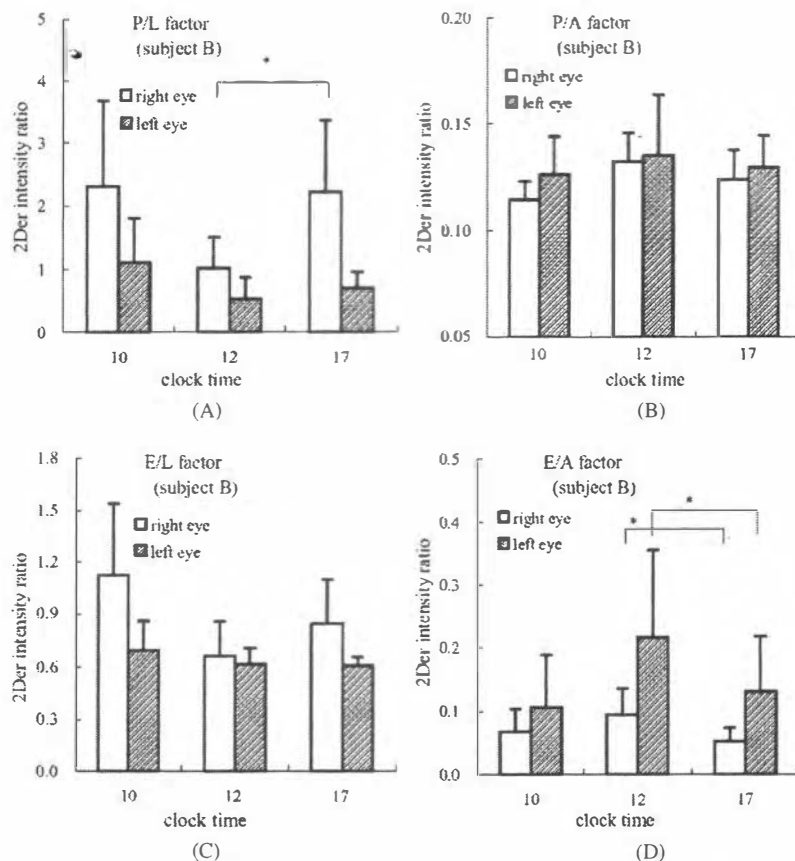 P/L factor
(subject B)
*
right eye
left eye
2Der intensity ratio
5
4
3
2
1
0
10
12
17
clock time
(A)
P/A factor
(subject B)
right eye
left eye
2Der intensity ratio
0.20
0.15
0.10
0.05
10
12
17
clock time
(B)
E/L factor
(subject B)
right eye
left eye
2Der intensity ratio
1.8
1.5
1.2
0.9
0.6
0.3
0.0
10
12
17
clock time
(C)
E/A factor
(subject B)
*
*
right eye
left eye
2Der intensity ratio
0.5
0.4
0.3
0.2
0.1
0.0
10
12
17
clock time
(D)